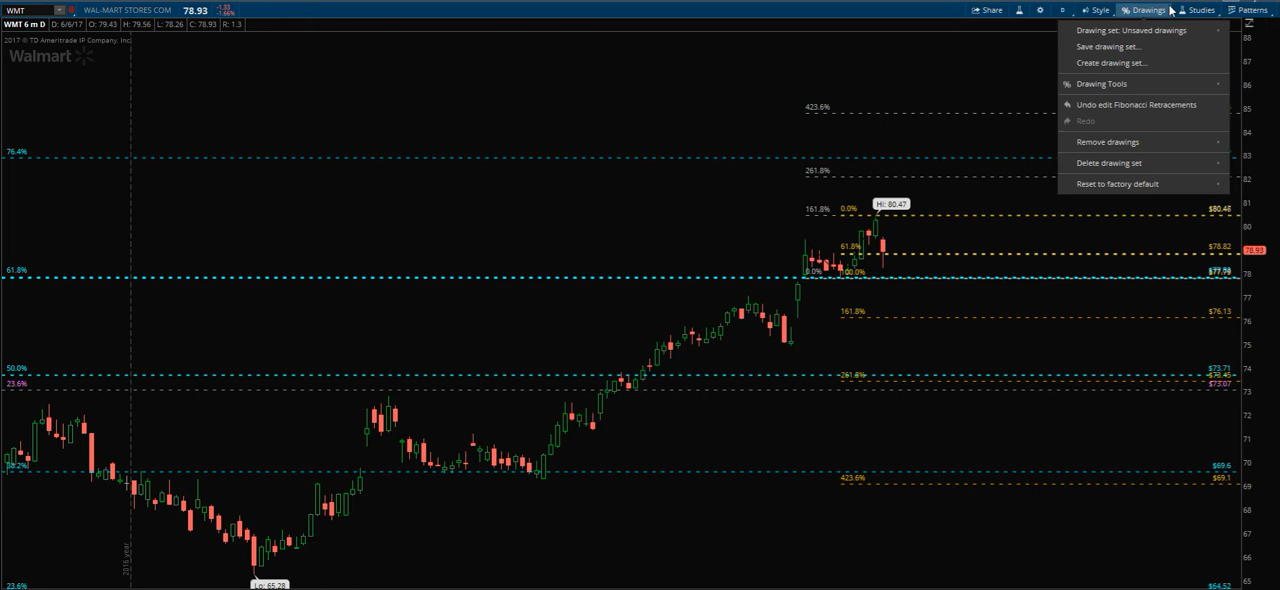 WMT WAL-MART STORES COM 78.93 -1.33 -1.66% Share D Style Drawings Studies Patterns
WMT 6 m D D: 6/6/17 O: 79.43 H: 79.56 L: 78.26 C: 78.93 R: 1.3
2017 © TD Ameritrade IP Company, Inc.
Walmart
Drawing set: Unsaved drawings
Save drawing set...
Create drawing set...
Drawing Tools
Undo edit Fibonacci Retracements
Redo
Remove drawings
Delete drawing set
Reset to factory default
88
87
86
85
84
83
82
81
80
78.93
78
77
76
75
74
73
72
71
70
69
68
67
66
65
423.6%
76.4%
261.8%
Hi: 80.47
161.8% 0.0%
61.8% $78.82
61.8% 0.0% 100.0%
161.8% $76.13
50.0% $73.71
261.8% $73.45
23.6% $73.07
38.2% $69.6
423.6% $69.1
2016 year
Lo: 65.28
23.6% $64.52